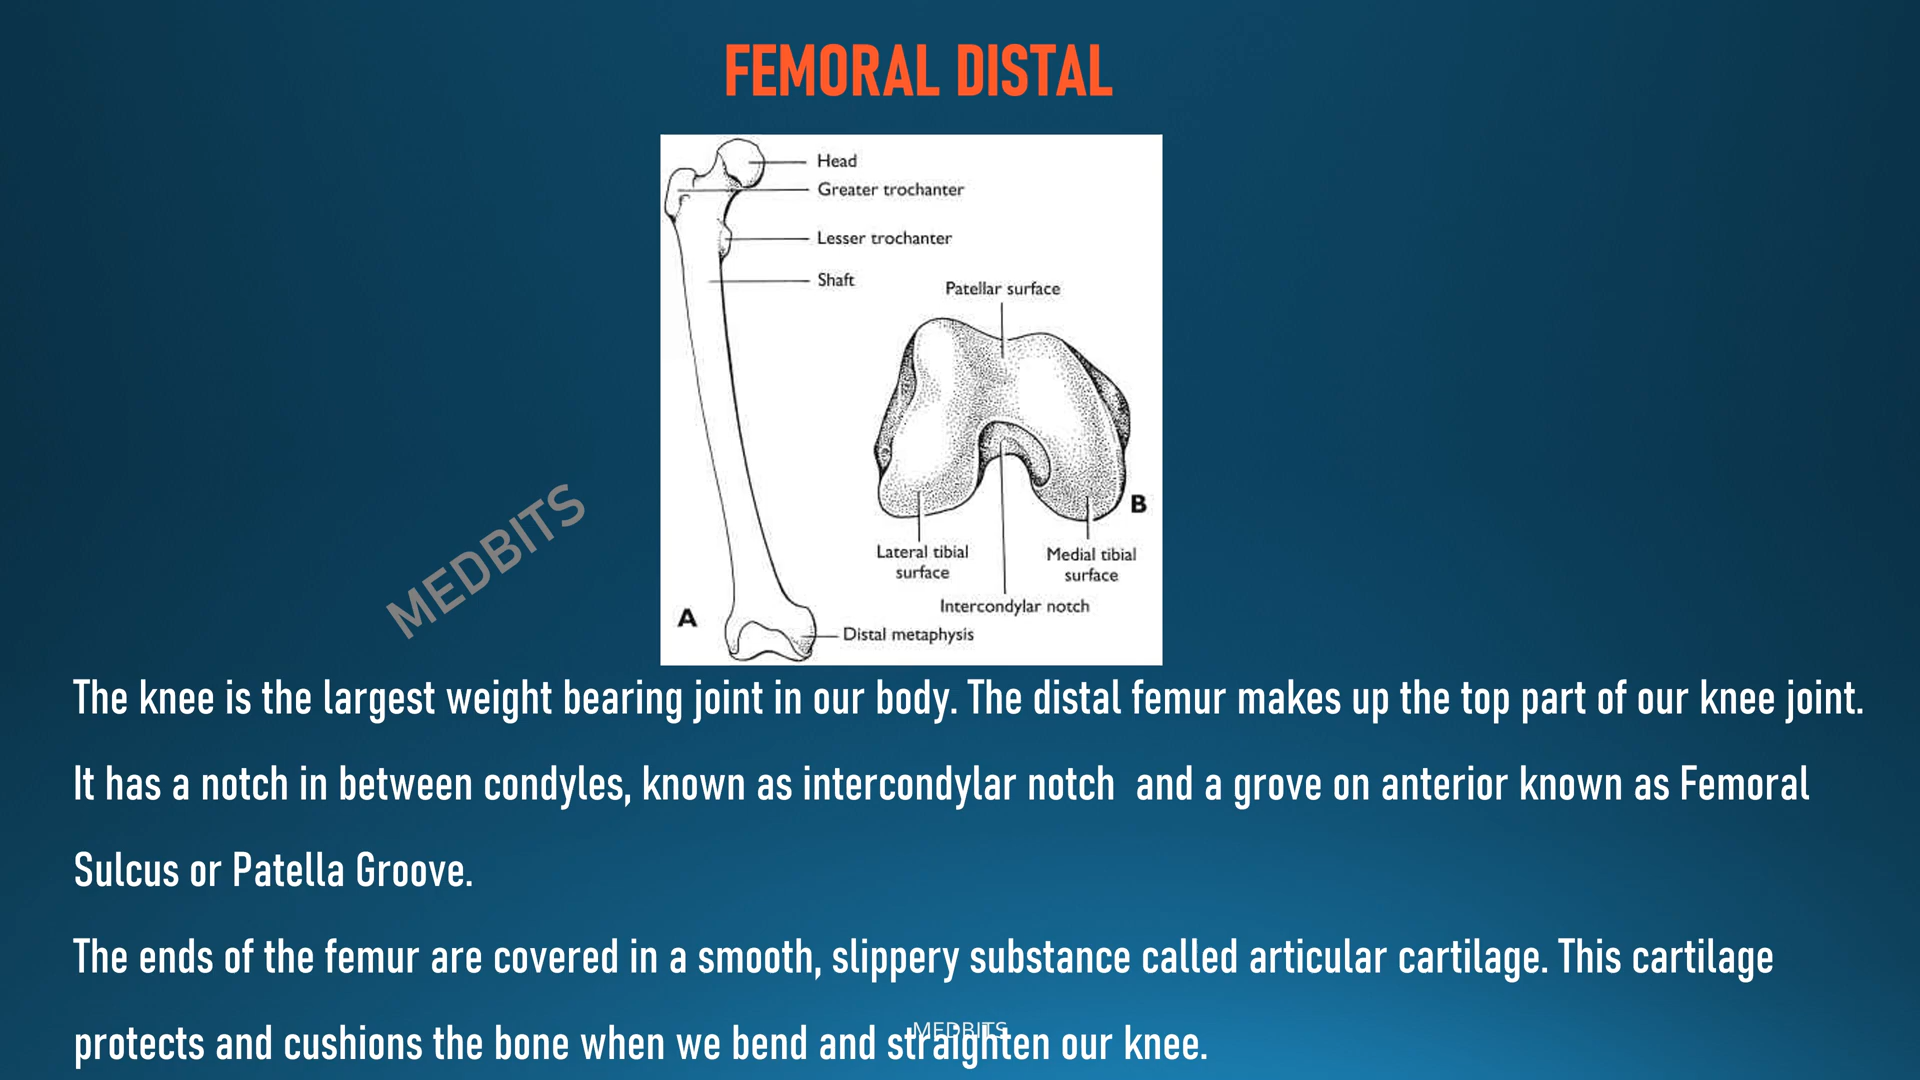 FEMORAL DISTAL
Head
Greater trochanter
Lesser trochanter
Shaft
Patellar surface
B
Lateral tibial
surface
Medial tibial
surface
Intercondylar notch
A
Distal metaphysis
MEDBITS
The knee is the largest weight bearing joint in our body. The distal femur makes up the top part of our knee joint.
It has a notch in between condyles, known as intercondylar notch  and a grove on anterior known as Femoral
Sulcus or Patella Groove.
The ends of the femur are covered in a smooth, slippery substance called articular cartilage. This cartilage
protects and cushions the bone when we bend and straighten our knee.
MEDBITS